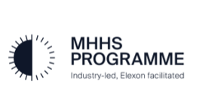 MHHS
PROGRAMME
Industry-led, Elexon facilitated